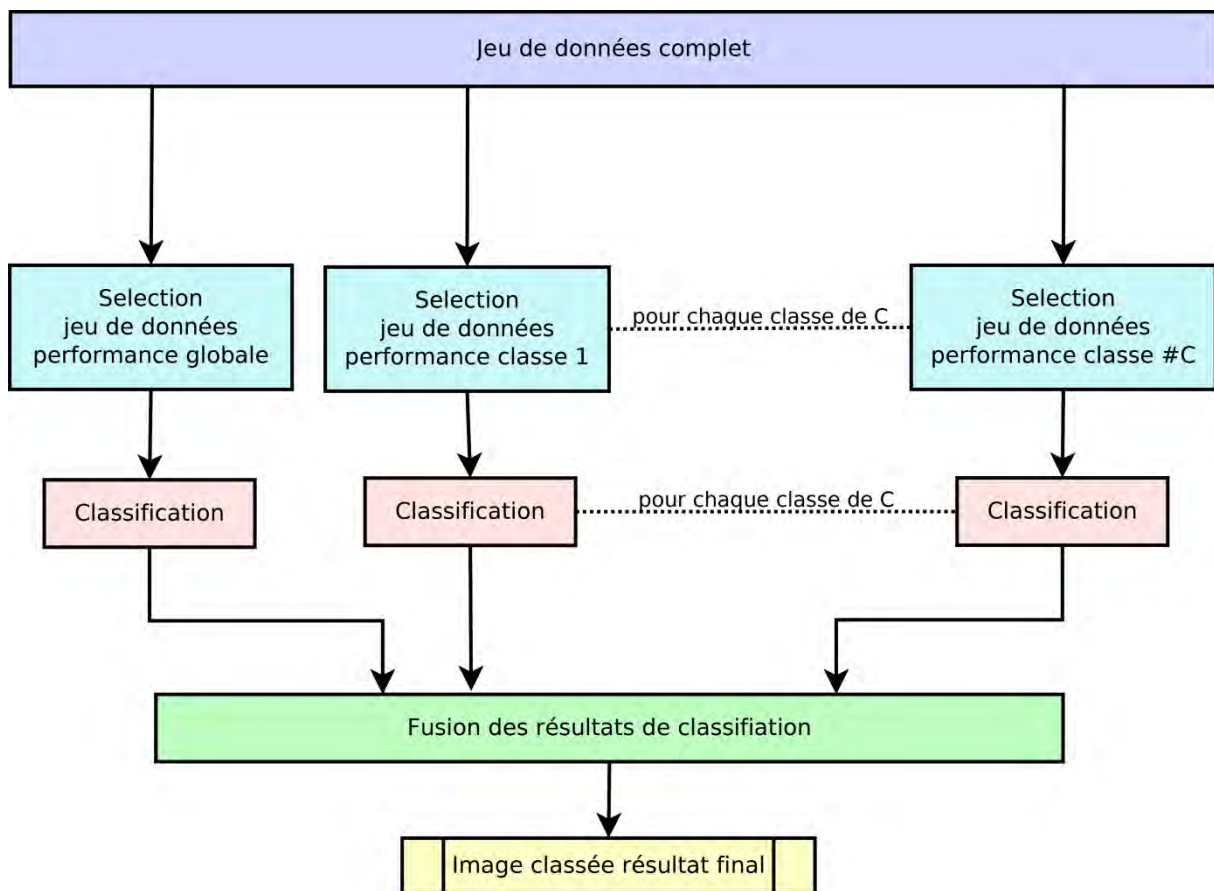 Jeu de données complet
Selection
jeu de données
performance globale
Selection
jeu de données
performance classe 1
pour chaque classe de C
Selection
jeu de données
performance classe #C
Classification
Classification
pour chaque classe de C
Classification
Fusion des résultats de classifiation
Image classée résultat final